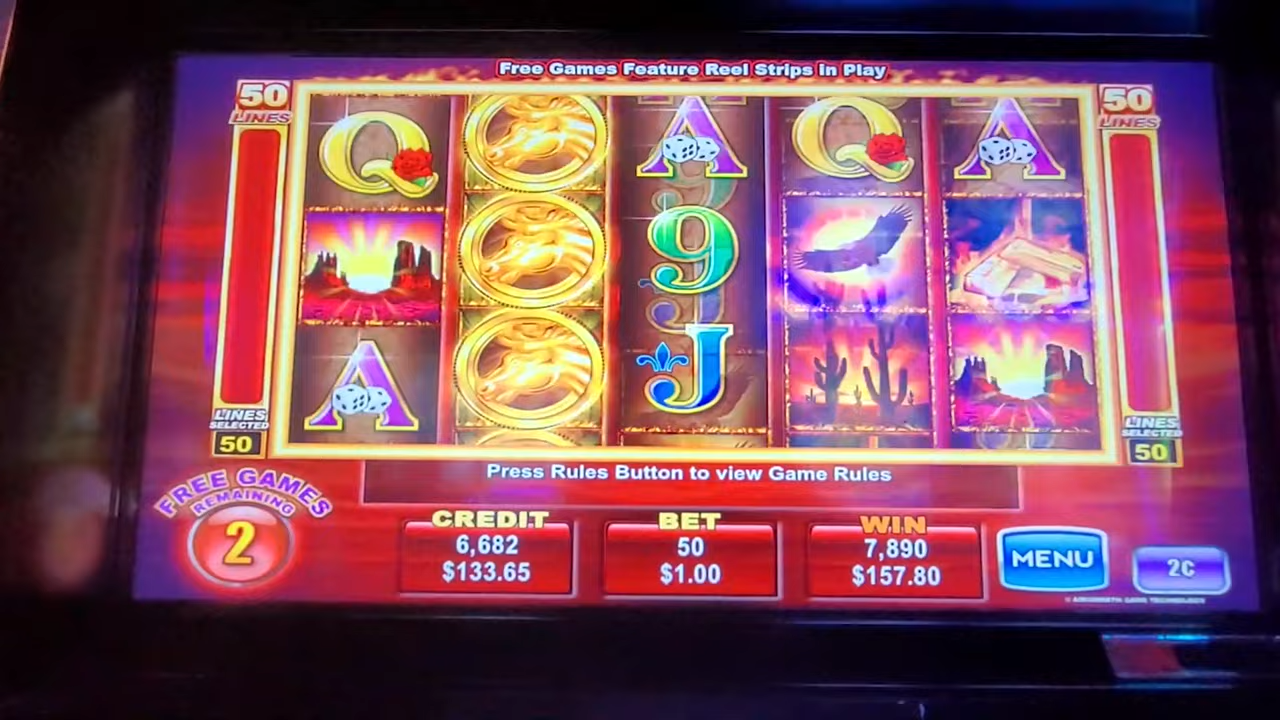 Free Games Feature Reel Strips In Play
50
LINES
50
LINES
Q
A
Q
A
9
A
J
LINES
SELECTED
50
LINES
SELECTED
50
Press Rules Button to view Game Rules
FREE GAMES
REMAINING
2
CREDIT
6,682
$133.65
BET
50
$1.00
WIN
7,890
$157.80
MENU
2C